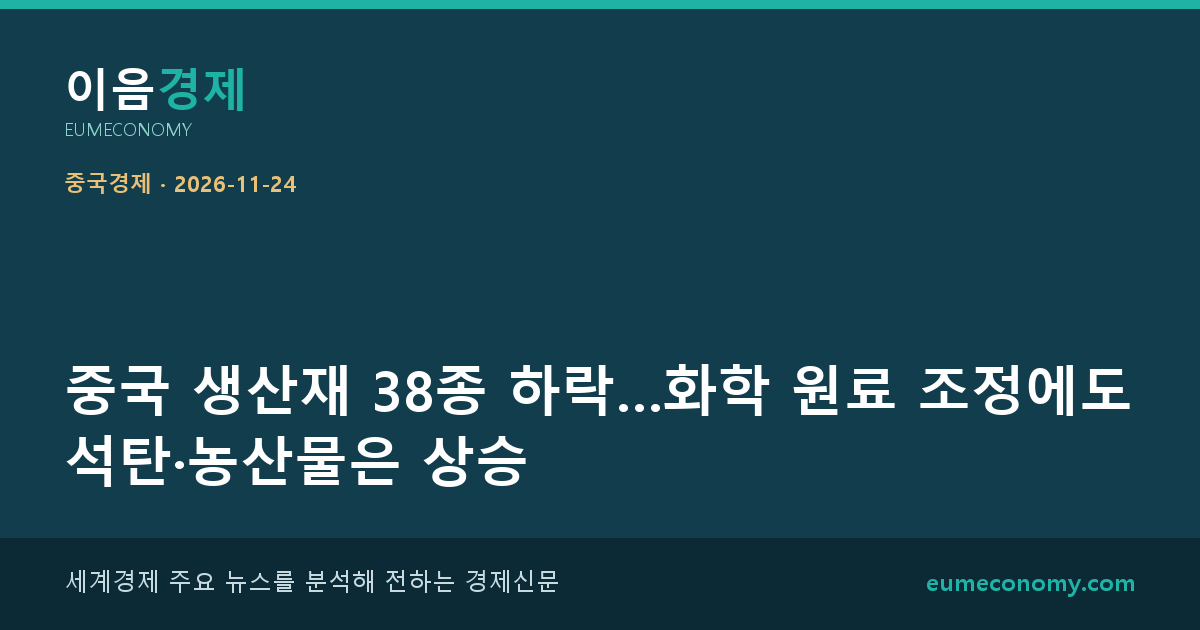 이음경제
EUMECONOMY
중국경제 · 2026-11-24
중국 생산재 38종 하락…화학 원료 조정에도
석탄·농산물은 상승
세계경제 주요 뉴스를 분석해 전하는 경제신문
eumeconomy.com